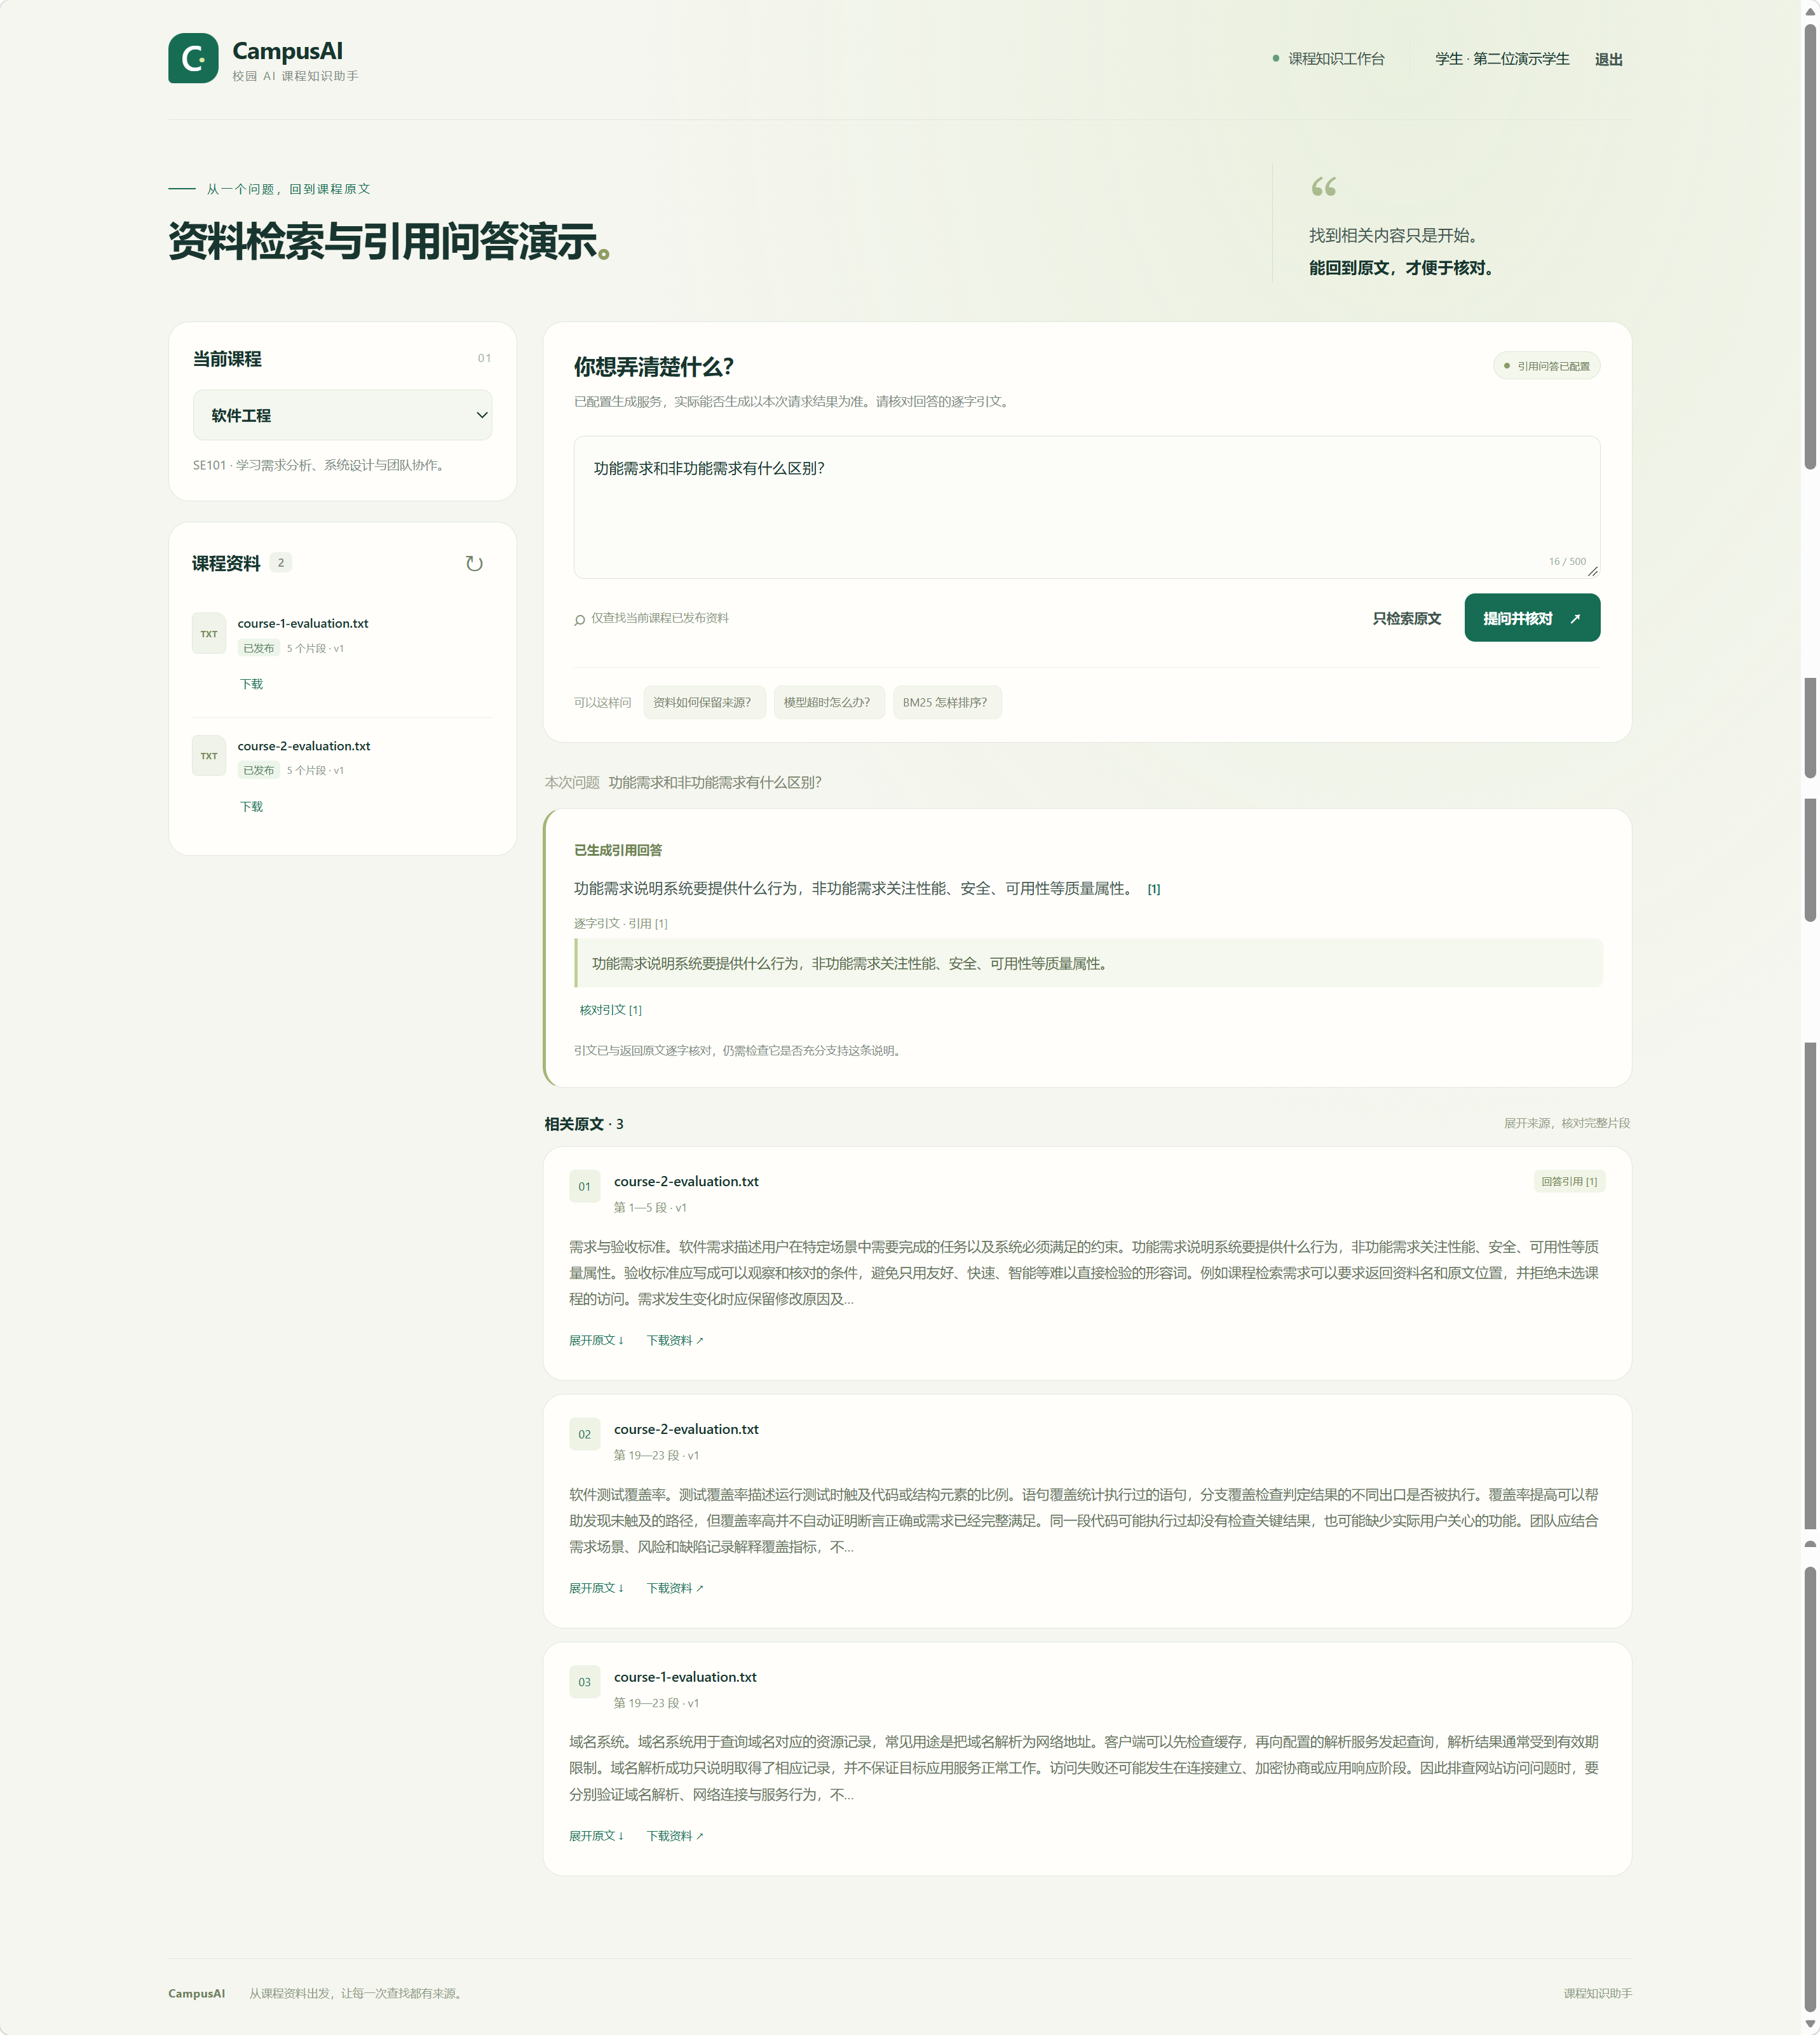 C
CampusAI
校园 AI 课程知识助手
课程知识工作台
学生 · 第二位演示学生
退出
从一个问题，回到课程原文
资料检索与引用问答演示。
“
找到相关内容只是开始。
能回到原文，才便于核对。
当前课程
01
软件工程
SE101 · 学习需求分析、系统设计与团队协作。
课程资料
2
TXT
course-1-evaluation.txt
已发布
5 个片段 · v1
下载
TXT
course-2-evaluation.txt
已发布
5 个片段 · v1
下载
你想弄清楚什么？
引用问答已配置
已配置生成服务，实际能否生成以本次请求结果为准。请核对回答的逐字引文。
功能需求和非功能需求有什么区别？
16 / 500
仅查找当前课程已发布资料
只检索原文
提问并核对 ↗
可以这样问
资料如何保留来源？
模型超时怎么办？
BM25 怎样排序？
本次问题 功能需求和非功能需求有什么区别？
已生成引用回答
功能需求说明系统要提供什么行为，非功能需求关注性能、安全、可用性等质量属性。 [1]
逐字引文 · 引用 [1]
功能需求说明系统要提供什么行为，非功能需求关注性能、安全、可用性等质量属性。
核对引文 [1]
引文已与返回原文逐字核对，仍需检查它是否充分支持这条说明。
相关原文 · 3
展开来源，核对完整片段
01
course-2-evaluation.txt
回答引用 [1]
第 1—5 段 · v1
需求与验收标准。软件需求描述用户在特定场景中需要完成的任务以及系统必须满足的约束。功能需求说明系统要提供什么行为，非功能需求关注性能、安全、可用性等质
量属性。验收标准应写成可以观察和核对的条件，避免只用友好、快速、智能等难以直接检验的形容词。例如课程检索需求可以要求返回资料名和原文位置，并拒绝未选课
程的访问。需求发生变化时应保留修改原因及...
展开原文 ↓
下载资料 ↗
02
course-2-evaluation.txt
第 19—23 段 · v1
软件测试覆盖率。测试覆盖率描述运行测试时触及代码或结构元素的比例。语句覆盖统计执行过的语句，分支覆盖检查判定结果的不同出口是否被执行。覆盖率提高可以帮
助发现未触及的路径，但覆盖率高并不自动证明断言正确或需求已经完整满足。同一段代码可能执行过却没有检查关键结果，也可能缺少实际用户关心的功能。团队应结合
需求场景、风险和缺陷记录解释覆盖指标，不...
展开原文 ↓
下载资料 ↗
03
course-1-evaluation.txt
第 19—23 段 · v1
域名系统。域名系统用于查询域名对应的资源记录，常见用途是把域名解析为网络地址。客户端可以先检查缓存，再向配置的解析服务发起查询，解析结果通常受到有效期
限制。域名解析成功只说明取得了相应记录，并不保证目标应用服务正常工作。访问失败还可能发生在连接建立、加密协商或应用响应阶段。因此排查网站访问问题时，要
分别验证域名解析、网络连接与服务行为，不...
展开原文 ↓
下载资料 ↗
CampusAI
从课程资料出发，让每一次查找都有来源。
课程知识助手